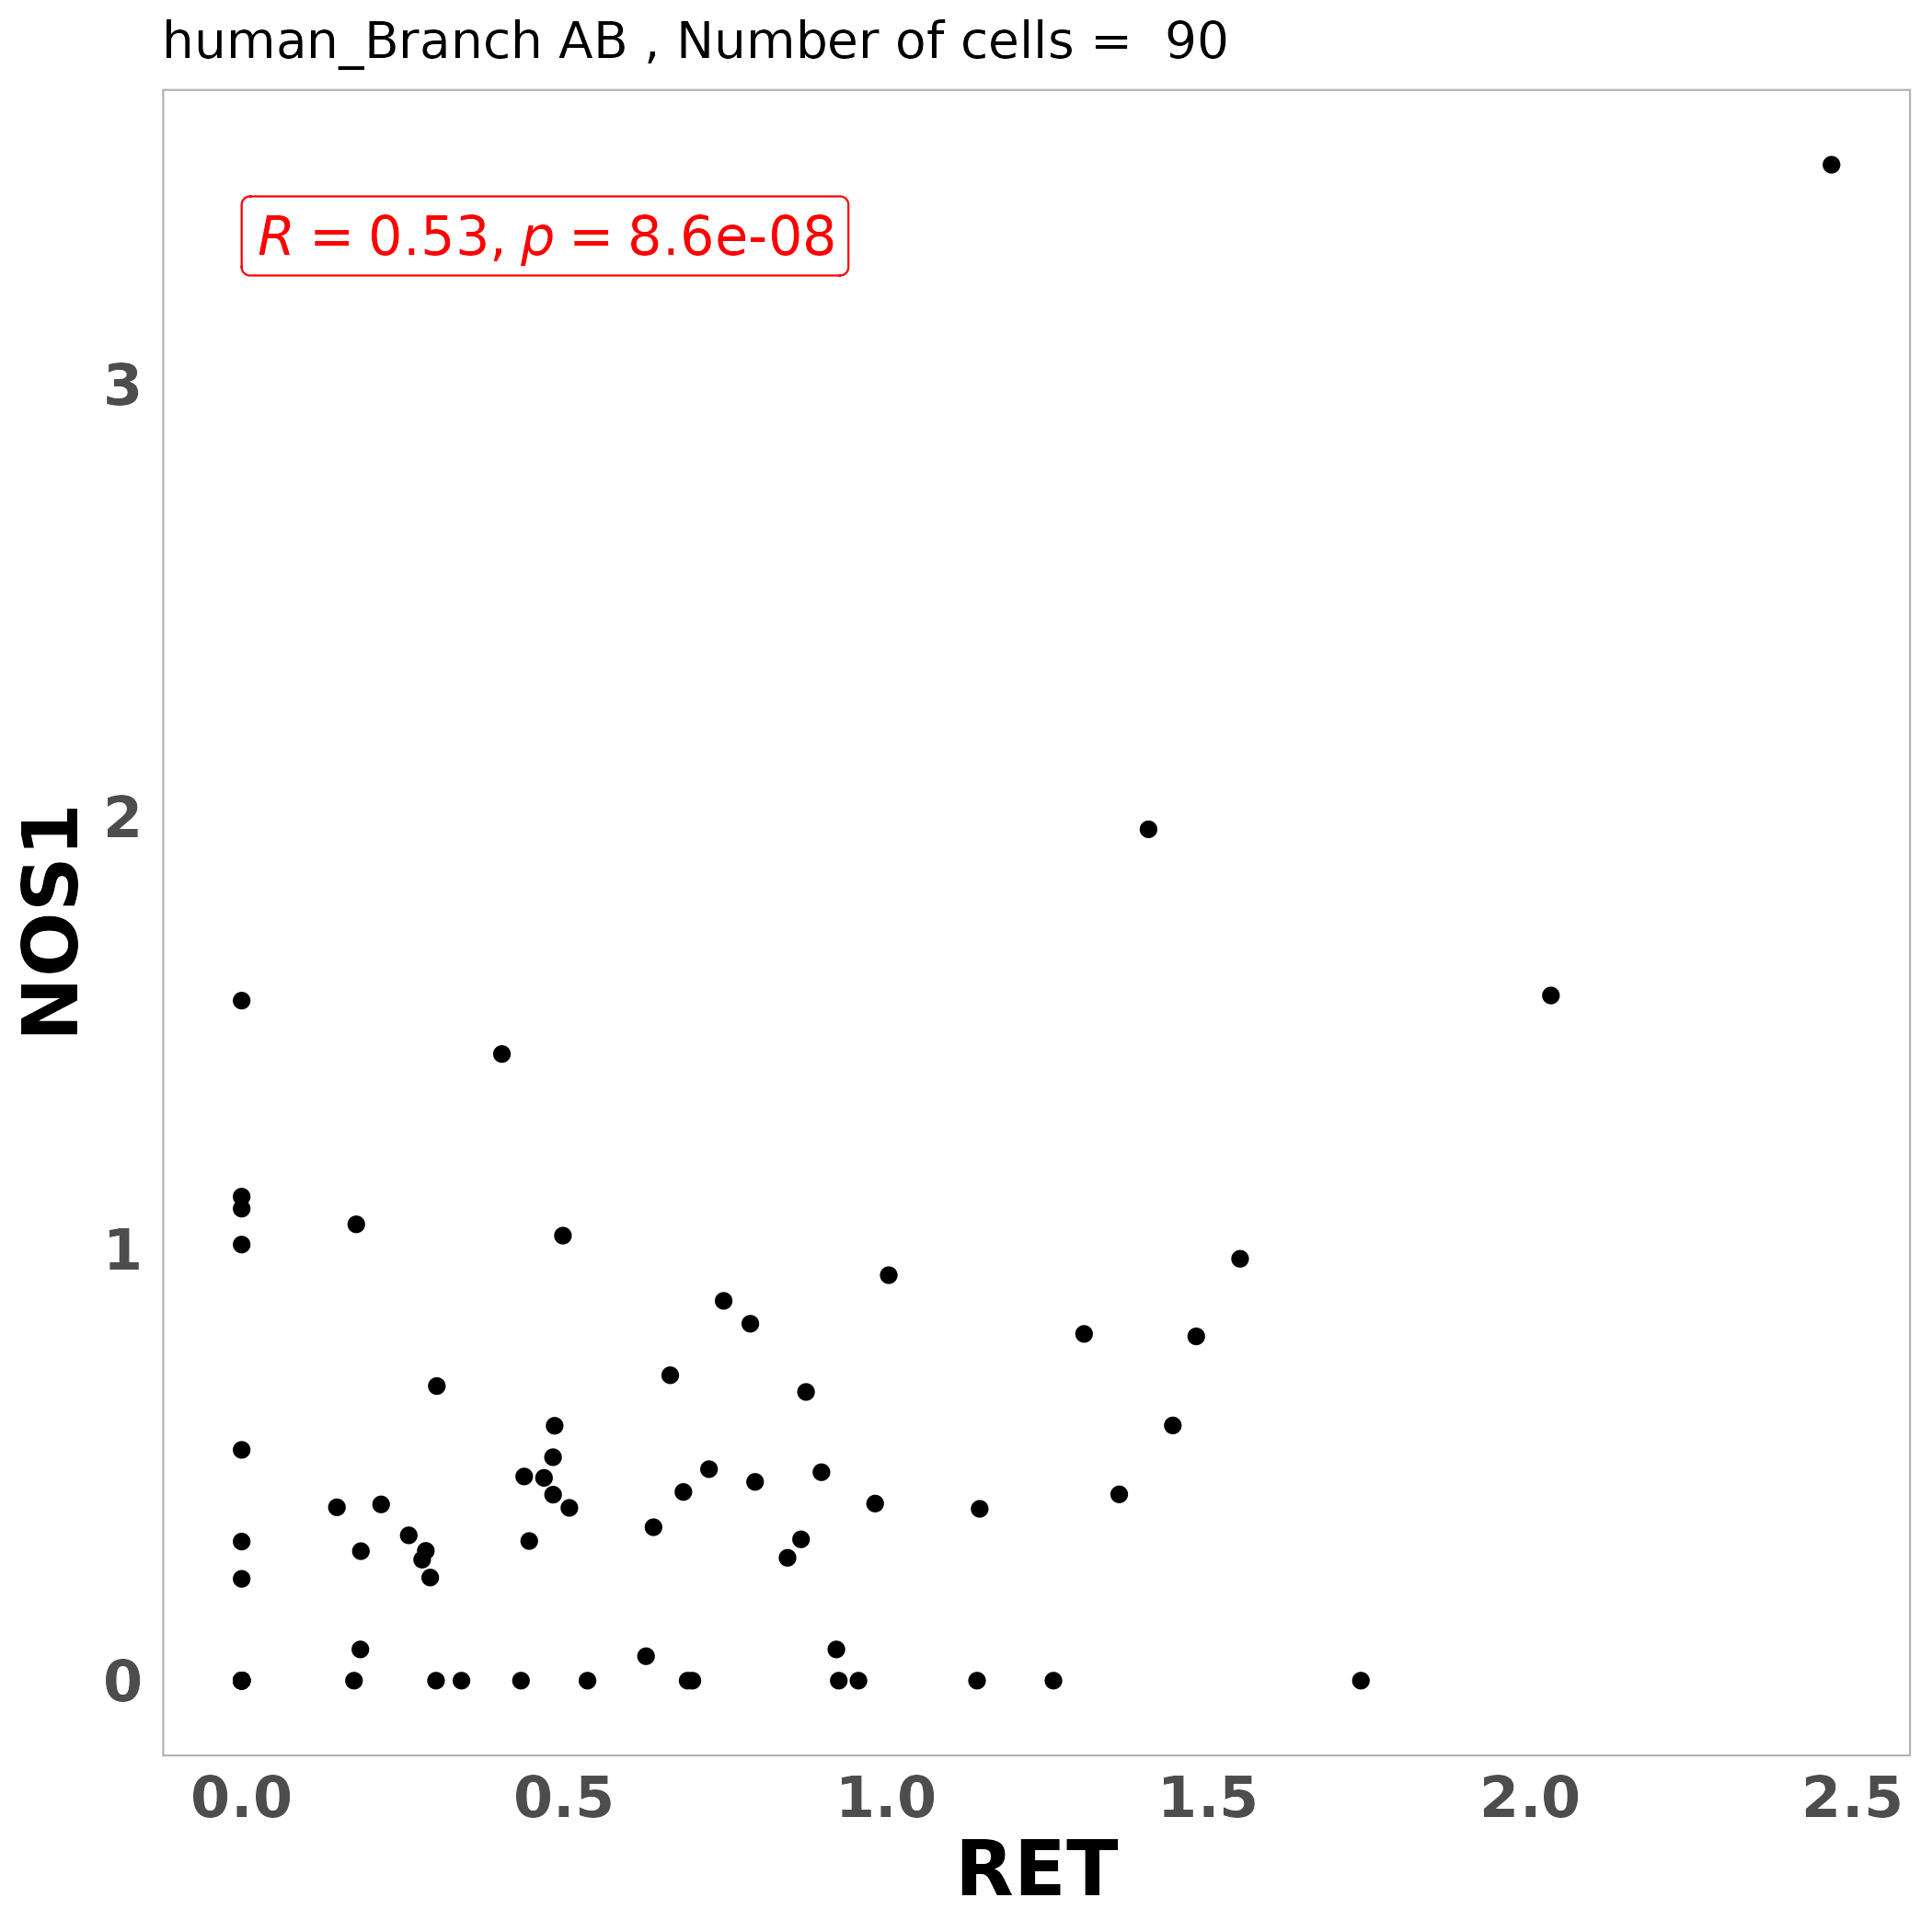 human_Branch AB , Number of cells =  90
R = 0.53, p = 8.6e-08
3
2
1
0
NOS1
0.0 0.5 1.0 1.5 2.0 2.5
RET